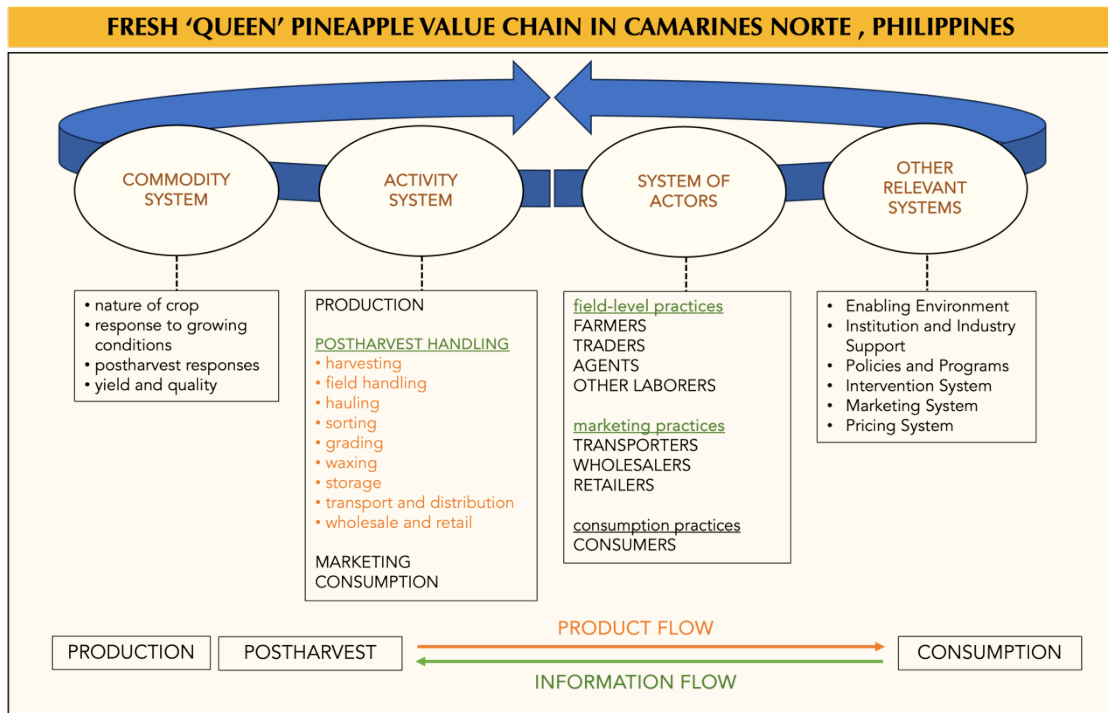 FRESH ‘QUEEN’ PINEAPPLE VALUE CHAIN IN CAMARINES NORTE , PHILIPPINES
COMMODITY
SYSTEM
ACTIVITY
SYSTEM
SYSTEM OF
ACTORS
OTHER
RELEVANT
SYSTEMS
• nature of crop
• response to growing
conditions
• postharvest responses
• yield and quality
PRODUCTION
POSTHARVEST HANDLING
• harvesting
• field handling
• hauling
• sorting
• grading
• waxing
• storage
• transport and distribution
• wholesale and retail
MARKETING
CONSUMPTION
field-level practices
FARMERS
TRADERS
AGENTS
OTHER LABORERS
marketing practices
TRANSPORTERS
WHOLESALERS
RETAILERS
consumption practices
CONSUMERS
• Enabling Environment
• Institution and Industry
Support
• Policies and Programs
• Intervention System
• Marketing System
• Pricing System
PRODUCTION
POSTHARVEST
PRODUCT FLOW
INFORMATION FLOW
CONSUMPTION